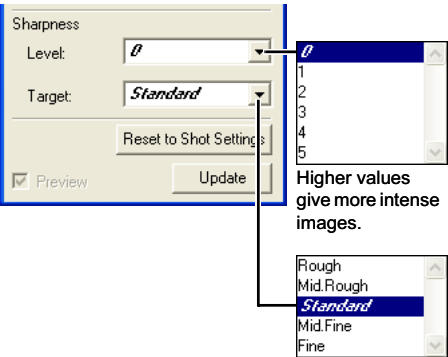 Sharpness
Level: 0
Target: Standard
Reset to Shot Settings
Preview Update
0
1
2
3
4
5
Higher values
give more intense
images.
Rough
Mid.Rough
Standard
Mid.Fine
Fine